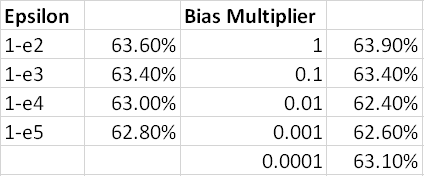 Epsilon Bias Multiplier
1-e2 63.60% 1 63.90%
1-e3 63.40% 0.1 63.40%
1-e4 63.00% 0.01 62.40%
1-e5 62.80% 0.001 62.60%
0.0001 63.10%